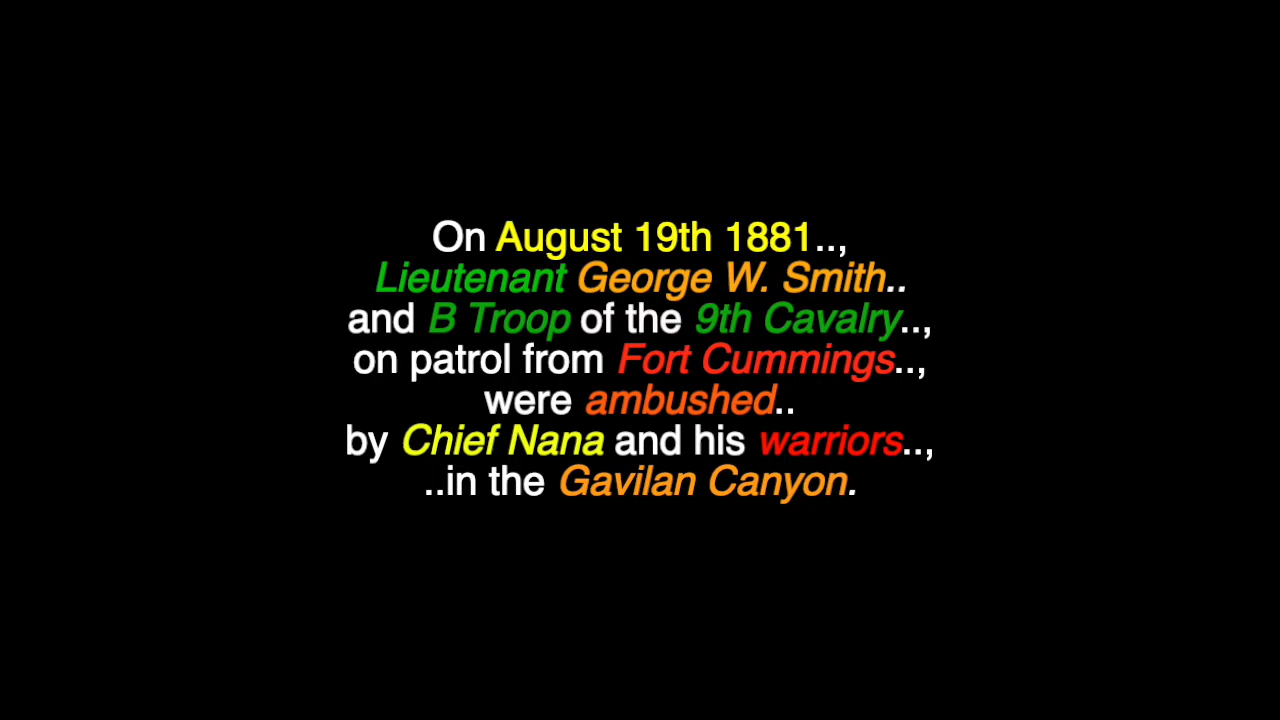 On August 19th 1881..,
Lieutenant George W. Smith..
and B Troop of the 9th Cavalry..,
on patrol from Fort Cummings..,
were ambushed..
by Chief Nana and his warriors..,
..in the Gavilan Canyon.